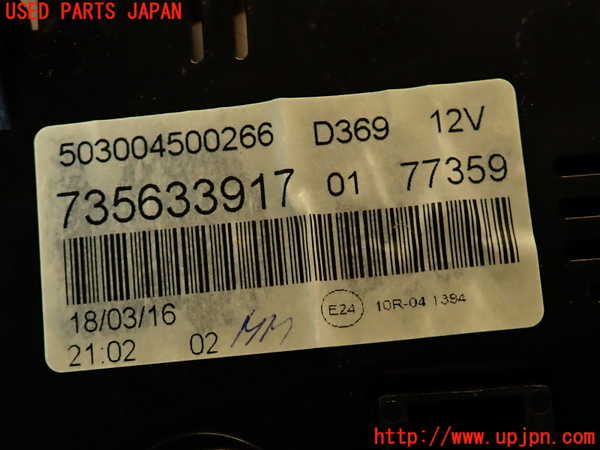 USED PARTS JAPAN
503004500266 D369 12V
735633917 01 77359
18/03/16
21:02 02 MM
E24 10R-04 1384
http://www.upjpn.com/